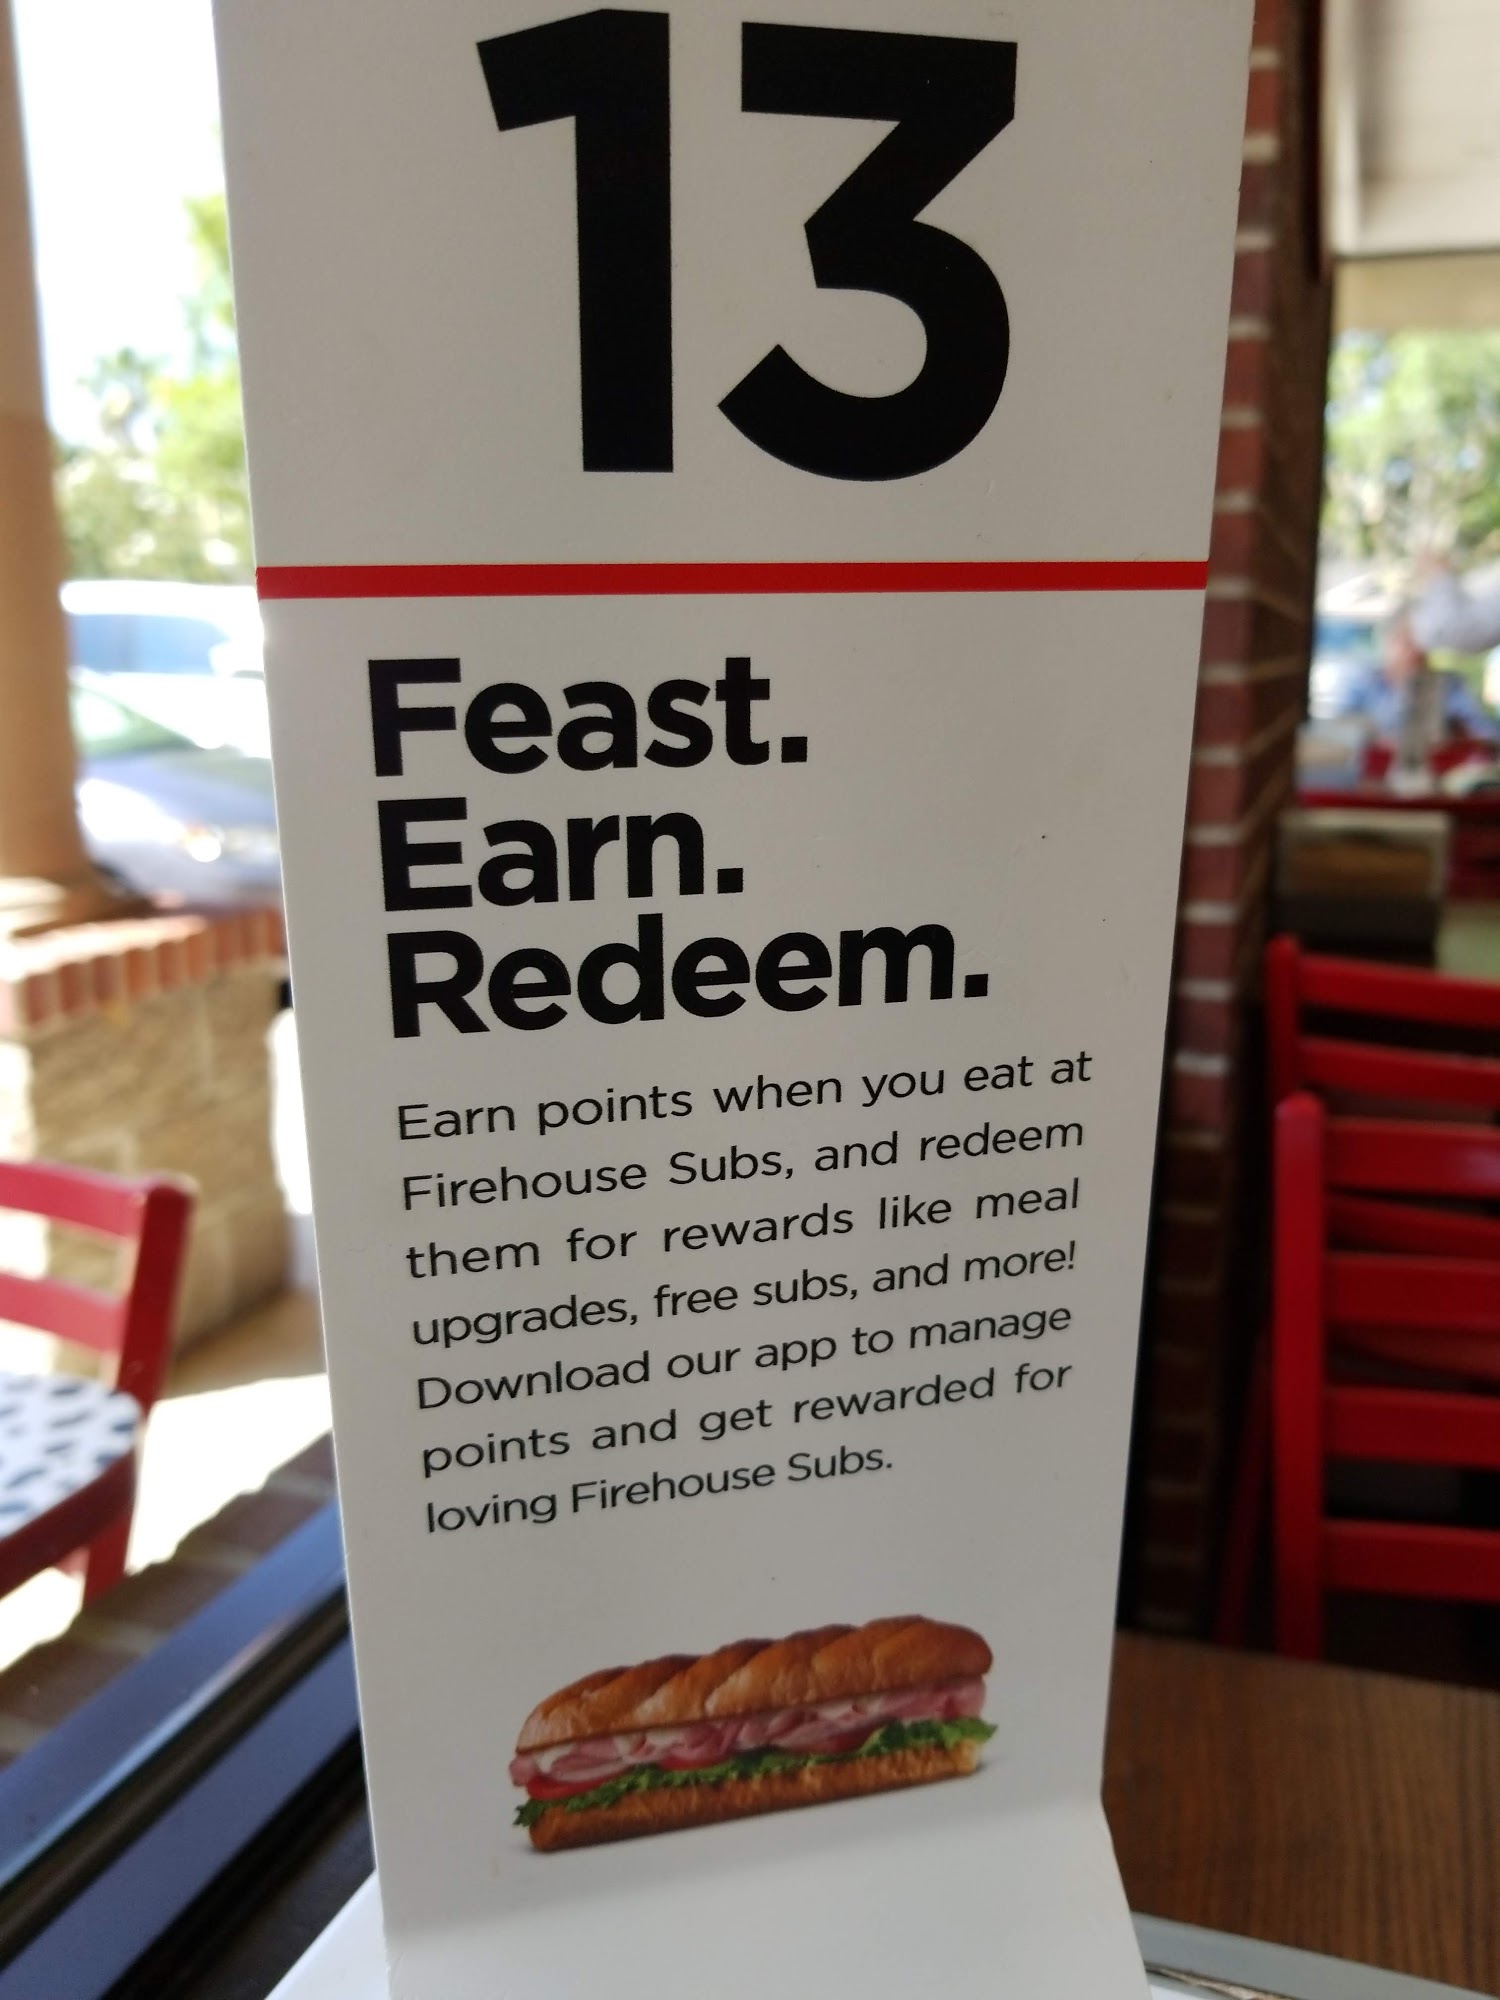 13
Feast.
Earn.
Redeem.
Earn points when you eat at
Firehouse Subs, and redeem
them for rewards like meal
upgrades, free subs, and more!
Download our app to manage
points and get rewarded for
loving Firehouse Subs.